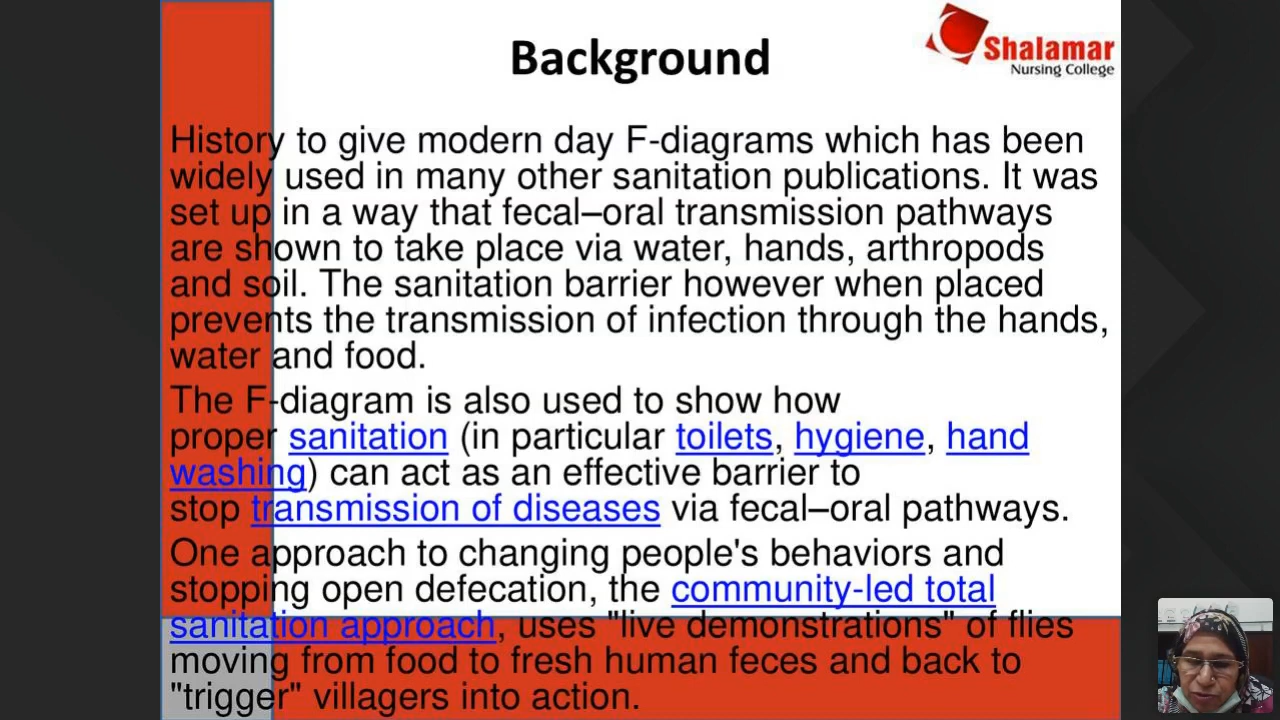 Background
Shalamar
Nursing College
History to give modern day F-diagrams which has been
widely used in many other sanitation publications. It was
set up in a way that fecal–oral transmission pathways
are shown to take place via water, hands, arthropods
and soil. The sanitation barrier however when placed
prevents the transmission of infection through the hands,
water and food.
The F-diagram is also used to show how
proper sanitation (in particular toilets, hygiene, hand
washing) can act as an effective barrier to
stop transmission of diseases via fecal–oral pathways.
One approach to changing people's behaviors and
stopping open defecation, the community-led total
sanitation approach, uses "live demonstrations" of flies
moving from food to fresh human feces and back to
"trigger" villagers into action.